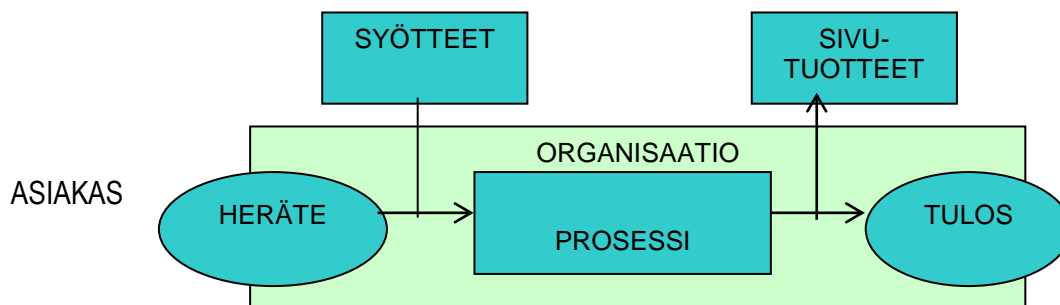 SYÖTTEET
SIVU-
TUOTTEET
ORGANISAATIO
ASIAKAS
HERÄTE
PROSESSI
TULOS